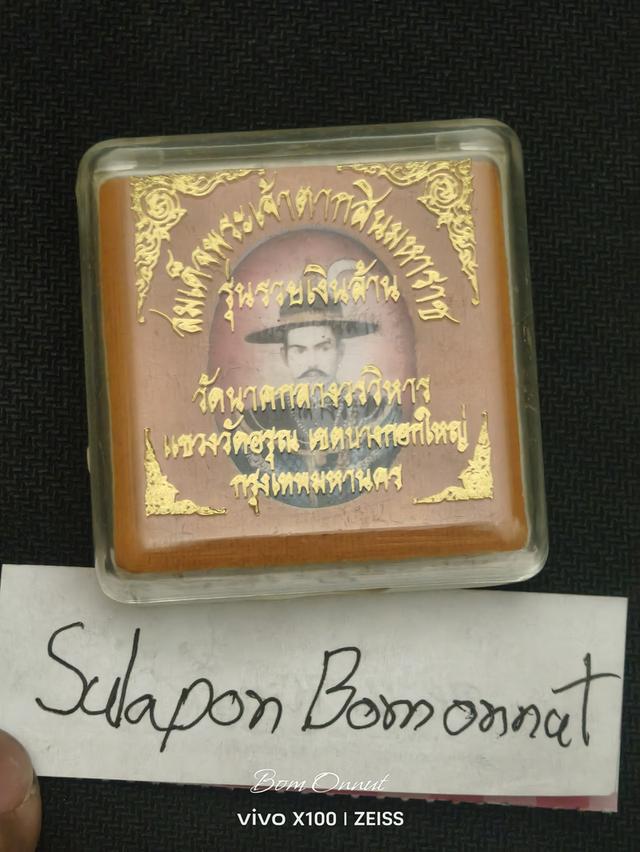 สมเด็จพระเจ้าตากสินมหาราช
รุ่นรวยเงินล้าน
วัดนาคกลางวรวิหาร
แขวงวัดอรุณ เขตบางกอกใหญ่
กรุงเทพมหานคร
Sulapon Bomonnat
Bom Onnut
vivo X100 | ZEISS